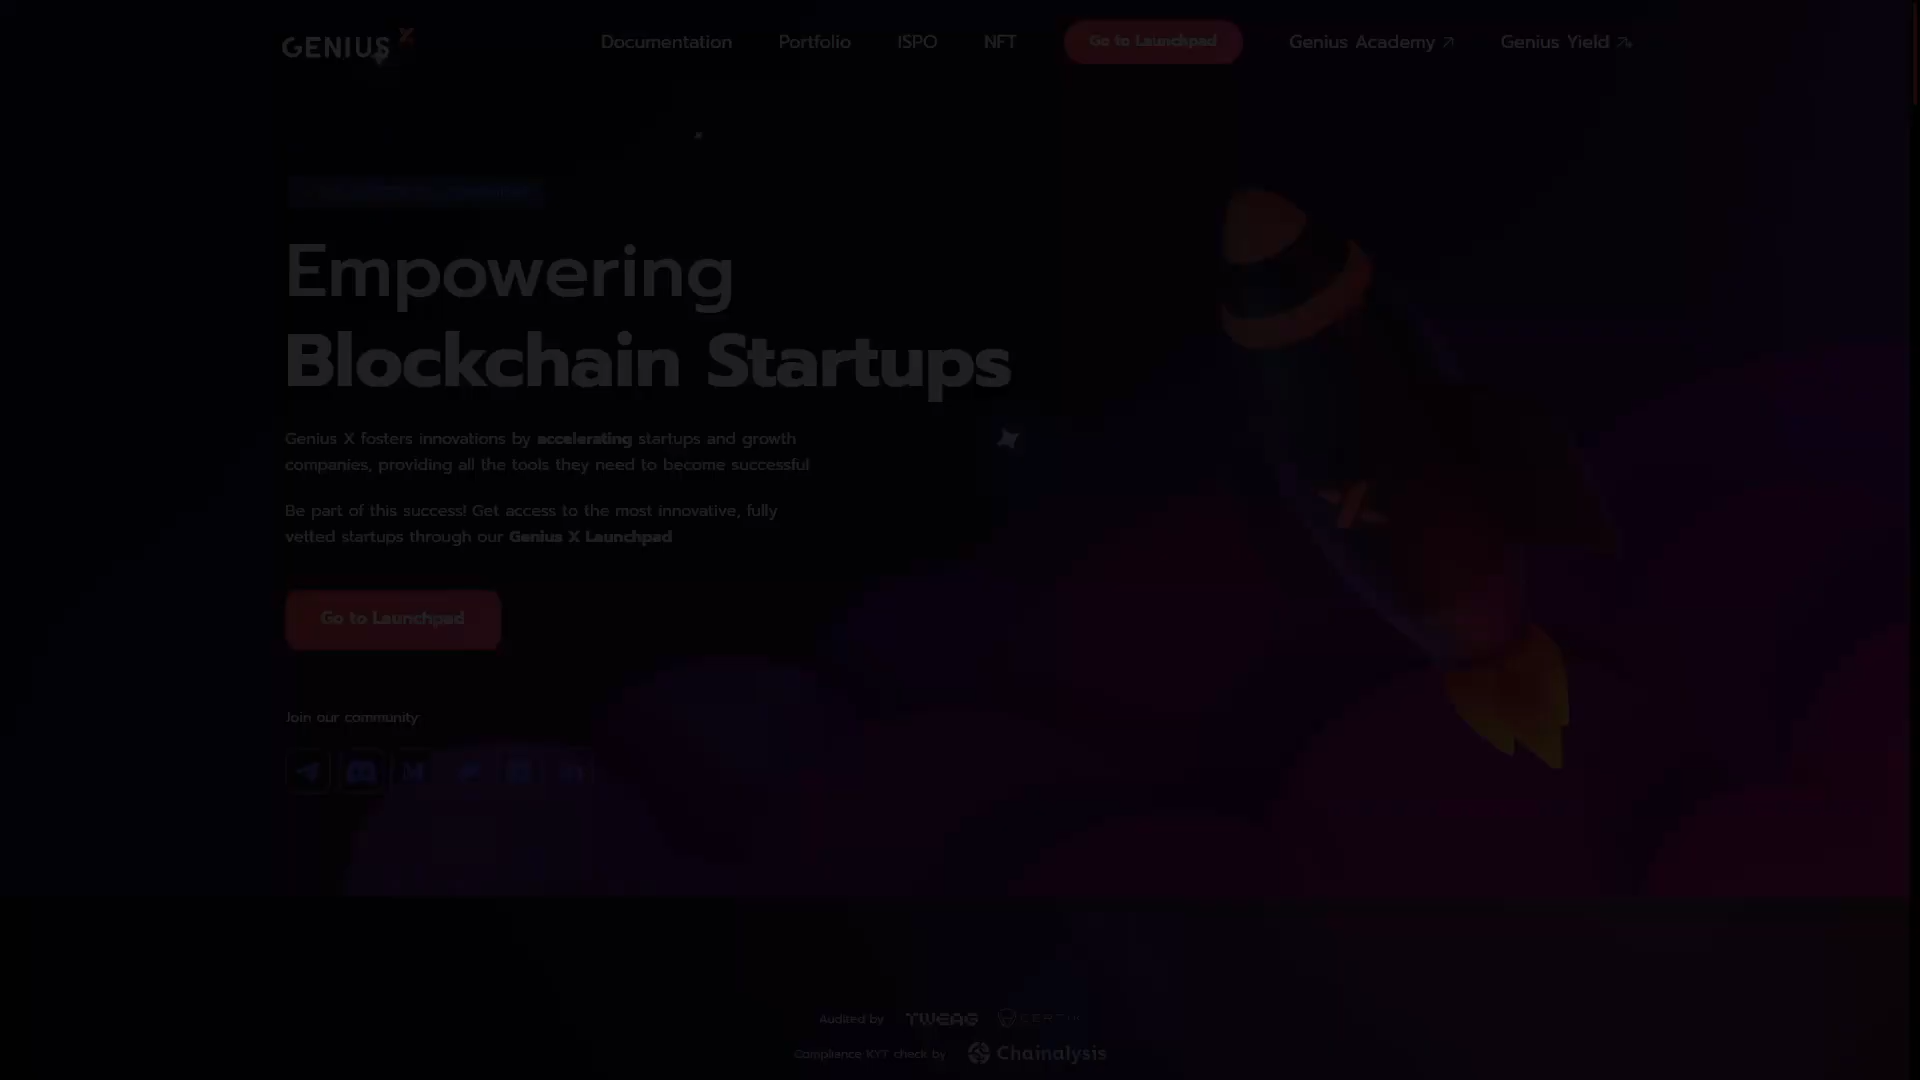 GENIUS X
Documentation
Portfolio
ISPO
NFT
Go to Launchpad
Genius Academy
Genius Yield
Empowering
Blockchain Startups
Genius X fosters innovations by accelerating startups and growth
companies, providing all the tools they need to become successful
Be part of this success! Get access to the most innovative, fully
vetted startups through our Genius X Launchpad
Go to Launchpad
Join our community
Audited by TWEAG CERTIK
Compliance KYT check by Chainalysis